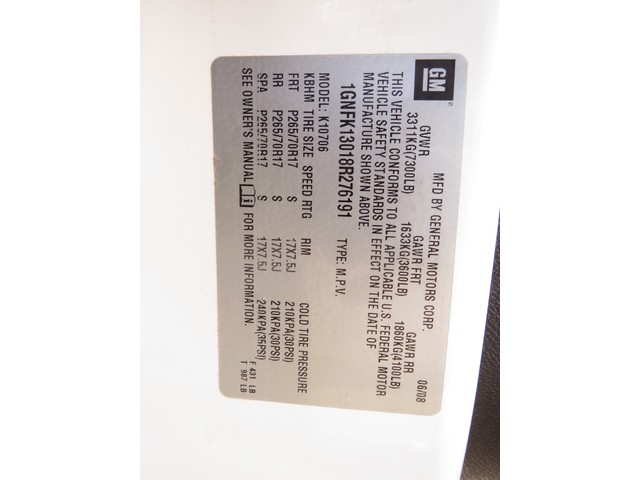 GM
MFD BY GENERAL MOTORS CORP. 06/08
GVWR GAWR FRT GAWR RR
3311KG(7300LB) 1633KG(3600LB) 1860KG(4100LB)
THIS VEHICLE CONFORMS TO ALL APPLICABLE U.S. FEDERAL MOTOR
VEHICLE SAFETY STANDARDS IN EFFECT ON THE DATE OF
MANUFACTURE SHOWN ABOVE.
1GNFK13018R276191 TYPE: M.P.V.
MODEL: K10706
KBHM TIRE SIZE SPEED RTG RIM COLD TIRE PRESSURE
FRT P265/70R17 S 17X7.5J 210KPA(30PSI)
RR P265/70R17 S 17X7.5J 210KPA(30PSI)
SPA P265/70R17 S 17X7.5J 240KPA(35PSI)
SEE OWNER'S MANUAL FOR MORE INFORMATION.
F 431 LB
T 987 LB